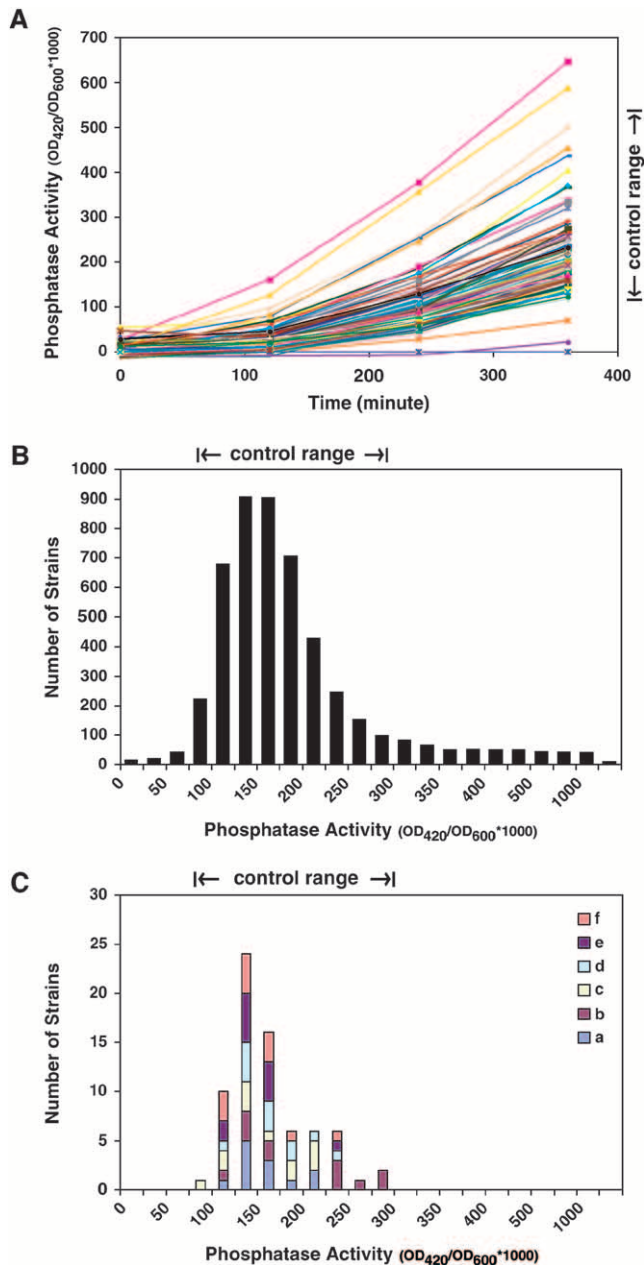 A
Phosphatase Activity (OD420/OD600*1000)
700
600
500
400
300
200
100
0
0 100 200 300 400
Time (minute)
|← control range →|
B
|← control range →|
Number of Strains
1000
900
800
700
600
500
400
300
200
100
0
0 50 100 150 200 250 300 350 400 500 1000
Phosphatase Activity (OD420/OD600*1000)
C
|← control range →|
Number of Strains
30
25
20
15
10
5
0
f
e
d
c
b
a
0 50 100 150 200 250 300 350 400 500 1000
Phosphatase Activity (OD420/OD600*1000)